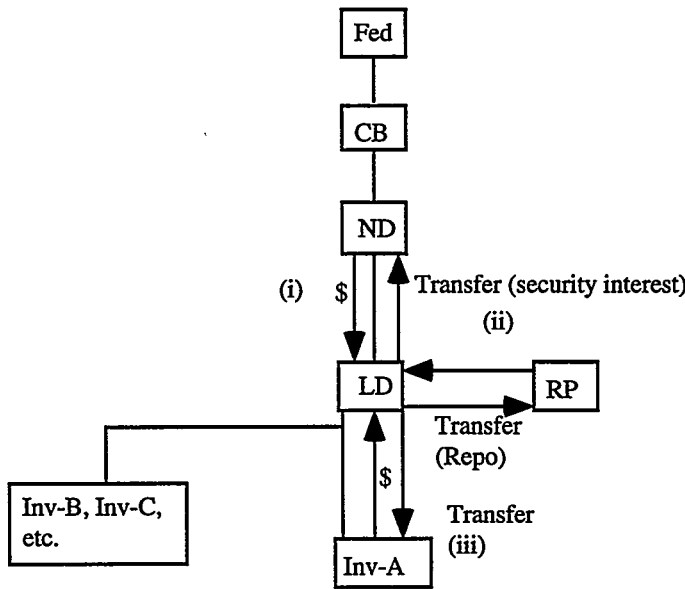 Fed
CB
ND
(i)
$
Transfer (security interest)
(ii)
LD
RP
Transfer
(Repo)
$
Inv-B, Inv-C,
etc.
Transfer
(iii)
Inv-A